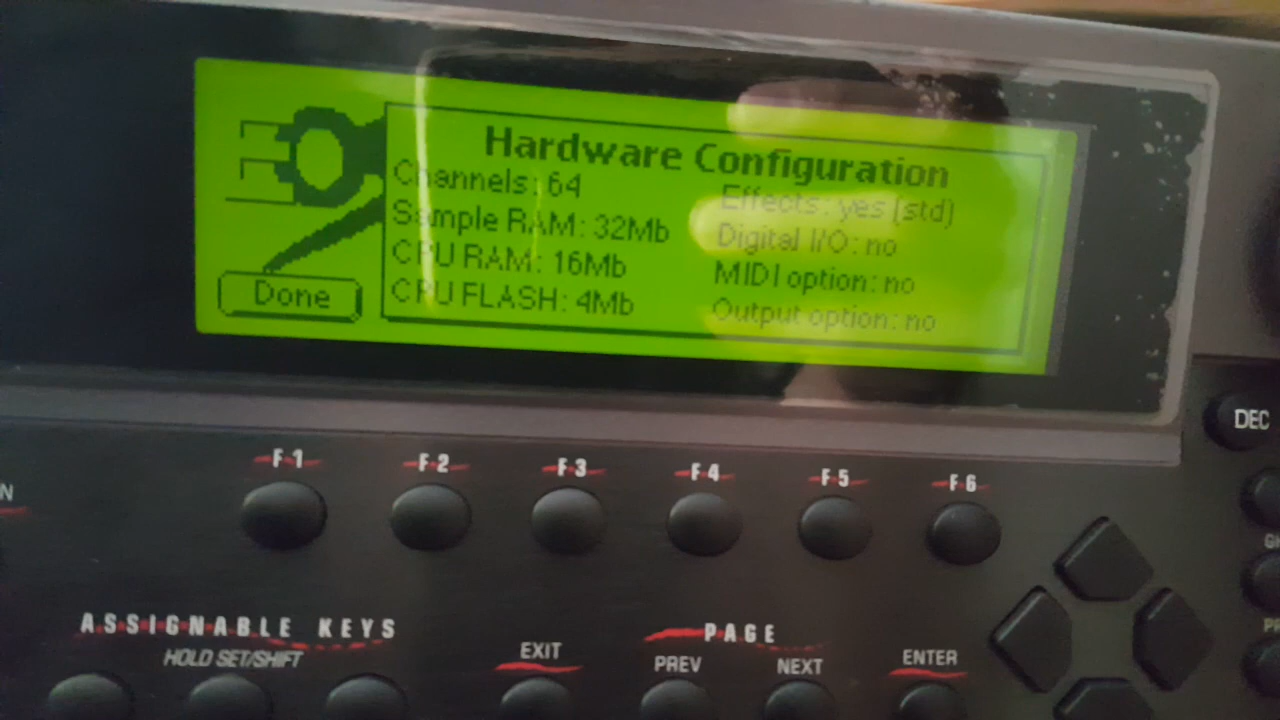 Hardware Configuration
Channels: 64
Effects: yes (std)
Sample RAM: 32Mb
Digital I/O: no
CPU RAM: 16Mb
MIDI option: no
CPU FLASH: 4Mb
Output option: no
Done
DEC
F1 F2 F3 F4 F5 F6
ASSIGNABLE KEYS
HOLD SET/SHIFT
PAGE
EXIT PREV NEXT ENTER